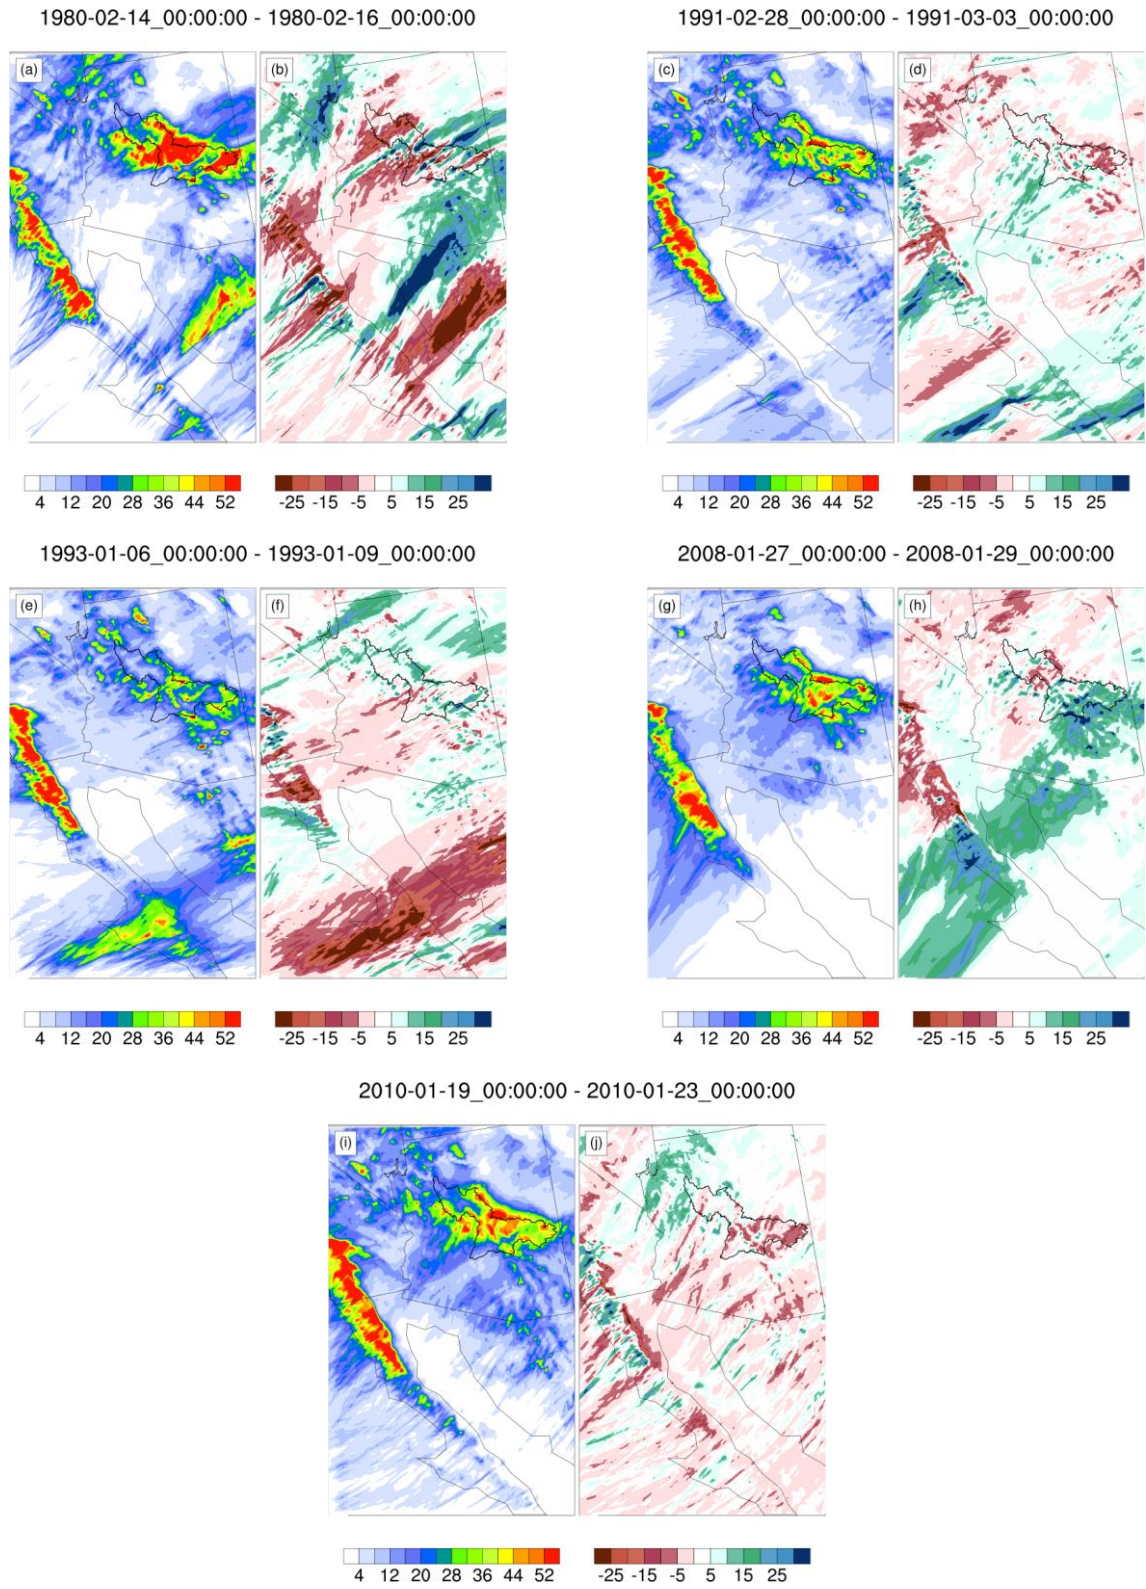 1980-02-14_00:00:00 - 1980-02-16_00:00:00
1991-02-28_00:00:00 - 1991-03-03_00:00:00
(a)
(b)
(c)
(d)
4 12 20 28 36 44 52
-25 -15 -5 5 15 25
4 12 20 28 36 44 52
-25 -15 -5 5 15 25
1993-01-06_00:00:00 - 1993-01-09_00:00:00
2008-01-27_00:00:00 - 2008-01-29_00:00:00
(e)
(f)
(g)
(h)
4 12 20 28 36 44 52
-25 -15 -5 5 15 25
4 12 20 28 36 44 52
-25 -15 -5 5 15 25
2010-01-19_00:00:00 - 2010-01-23_00:00:00
(i)
(j)
4 12 20 28 36 44 52
-25 -15 -5 5 15 25